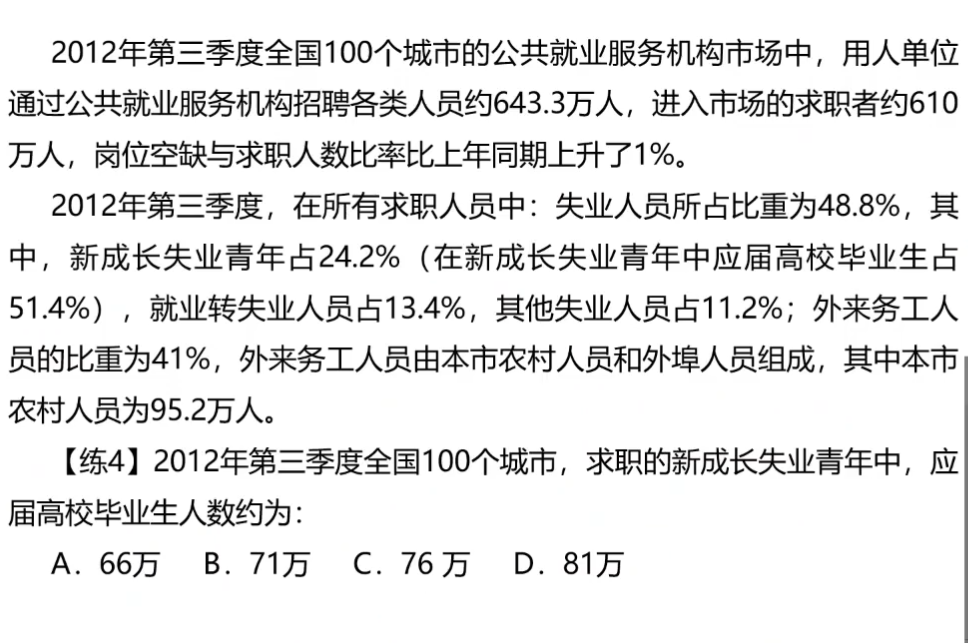 2012年第三季度全国100个城市的公共就业服务机构市场中，用人单位
通过公共就业服务机构招聘各类人员约643.3万人，进入市场的求职者约610
万人，岗位空缺与求职人数比率比上年同期上升了1%。
2012年第三季度，在所有求职人员中：失业人员所占比重为48.8%，其
中，新成长失业青年占24.2%（在新成长失业青年中应届高校毕业生占
51.4%），就业转失业人员占13.4%，其他失业人员占11.2%；外来务工人
员的比重为41%，外来务工人员由本市农村人员和外埠人员组成，其中本市
农村人员为95.2万人。
【练4】2012年第三季度全国100个城市，求职的新成长失业青年中，应
届高校毕业生人数约为：
A．66万 B．71万 C．76 万 D．81万